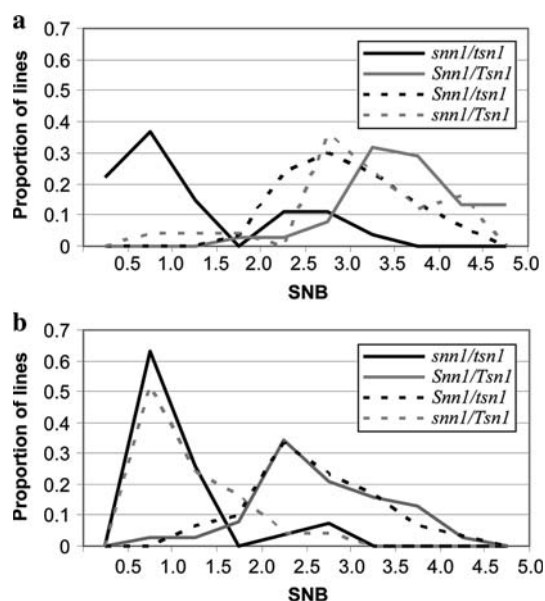 a
0.7
0.6
0.5
0.4
0.3
0.2
0.1
0
Proportion of lines
snn1/tsn1
Snn1/Tsn1
Snn1/tsn1
snn1/Tsn1
0.5 1.0 1.5 2.0 2.5 3.0 3.5 4.0 4.5 5.0
SNB
b
0.7
0.6
0.5
0.4
0.3
0.2
0.1
0
Proportion of lines
snn1/tsn1
Snn1/Tsn1
Snn1/tsn1
snn1/Tsn1
0.5 1.0 1.5 2.0 2.5 3.0 3.5 4.0 4.5 5.0
SNB